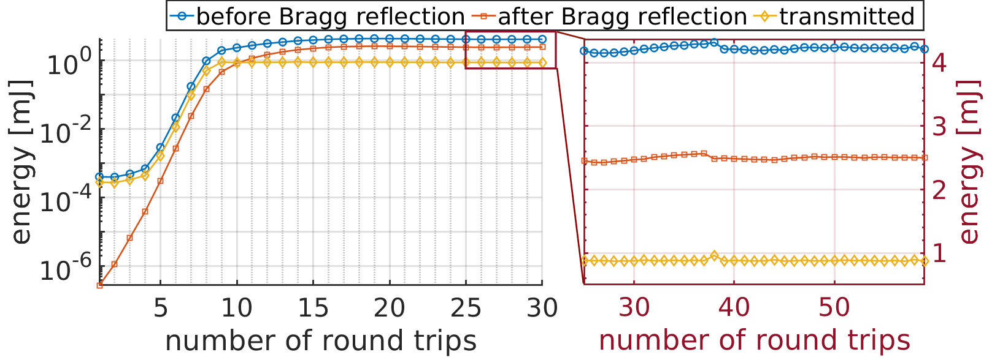 before Bragg reflection after Bragg reflection transmitted
energy [mJ]
10^0
10^-2
10^-4
10^-6
5 10 15 20 25 30
number of round trips
4
3
2
1
energy [mJ]
30 40 50
number of round trips